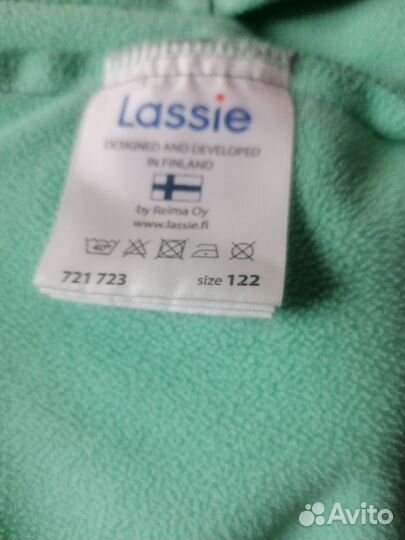 Lassie
DESIGNED AND DEVELOPED
IN FINLAND
by Reima Oy
www.lassie.fi
40°
721 723 size 122
Avito